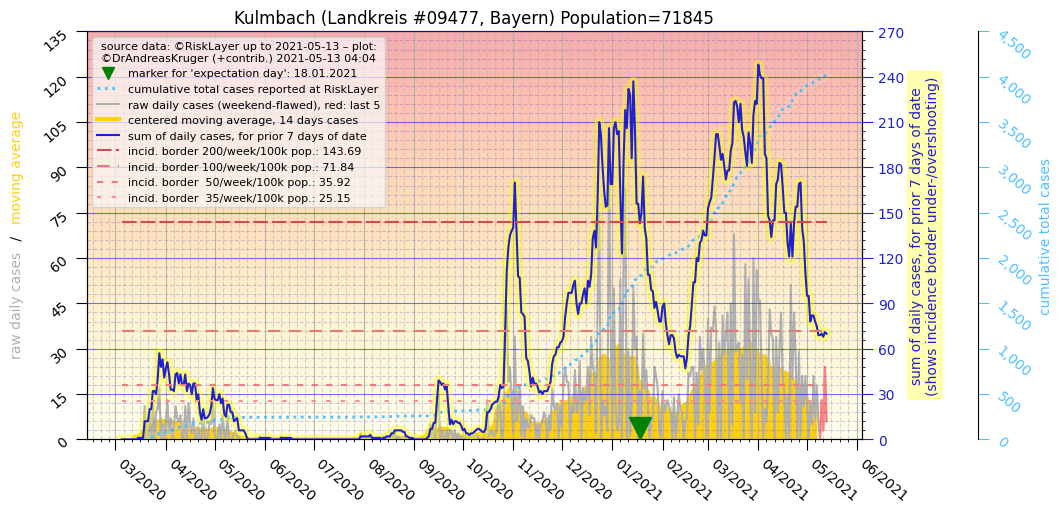 Kulmbach (Landkreis #09477, Bayern) Population=71845
source data: ©RiskLayer up to 2021-05-13 – plot:
©DrAndreasKruger (+contrib.) 2021-05-13 04:04
marker for 'expectation day': 18.01.2021
cumulative total cases reported at RiskLayer
raw daily cases (weekend-flawed), red: last 5
centered moving average, 14 days cases
sum of daily cases, for prior 7 days of date
incid. border 200/week/100k pop.: 143.69
incid. border 100/week/100k pop.: 71.84
incid. border  50/week/100k pop.: 35.92
incid. border  35/week/100k pop.: 25.15
raw daily cases  /  moving average
135
120
105
90
75
60
45
30
15
0
03/2020
04/2020
05/2020
06/2020
07/2020
08/2020
09/2020
10/2020
11/2020
12/2020
01/2021
02/2021
03/2021
04/2021
05/2021
06/2021
270
240
210
180
150
120
90
60
30
0
sum of daily cases, for prior 7 days of date
(shows incidence border under-/overshooting)
4,500
4,000
3,500
3,000
2,500
2,000
1,500
1,000
500
0
cumulative total cases